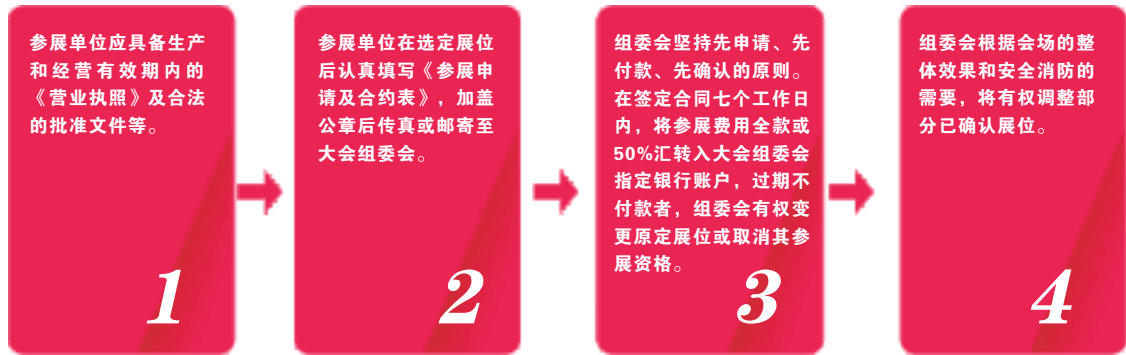 参展单位应具备生产
和经营有效期内的
《营业执照》及合法
的批准文件等。
1
参展单位在选定展位
后认真填写《参展申
请及合约表》，加盖
公章后传真或邮寄至
大会组委会。
2
组委会坚持先申请、先
付款、先确认的原则。
在签定合同七个工作日
内，将参展费用全款或
50%汇转入大会组委会
指定银行账户，过期不
付款者，组委会有权变
更原定展位或取消其参
展资格。
3
组委会根据会场的整
体效果和安全消防的
需要，将有权调整部
分已确认展位。
4